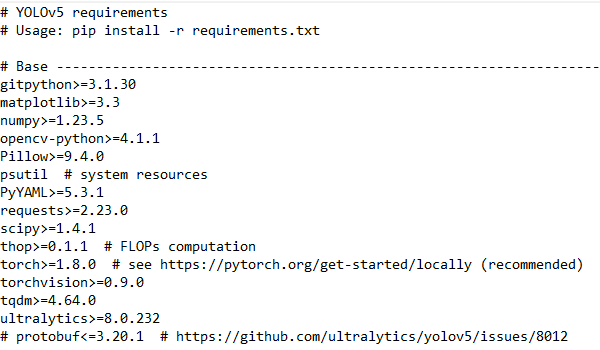 # YOLOv5 requirements
# Usage: pip install -r requirements.txt

# Base ------------------------------------------------------------------------
gitpython>=3.1.30
matplotlib>=3.3
numpy>=1.23.5
opencv-python>=4.1.1
Pillow>=9.4.0
psutil  # system resources
PyYAML>=5.3.1
requests>=2.23.0
scipy>=1.4.1
thop>=0.1.1  # FLOPs computation
torch>=1.8.0  # see https://pytorch.org/get-started/locally (recommended)
torchvision>=0.9.0
tqdm>=4.64.0
ultralytics>=8.0.232
# protobuf<=3.20.1  # https://github.com/ultralytics/yolov5/issues/8012